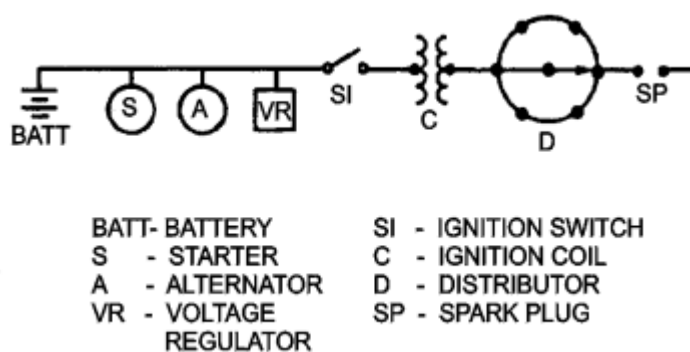 BATT
S
A
VR
SI
C
D
SP
BATT- BATTERY
S - STARTER
A - ALTERNATOR
VR - VOLTAGE
REGULATOR
SI - IGNITION SWITCH
C - IGNITION COIL
D - DISTRIBUTOR
SP - SPARK PLUG